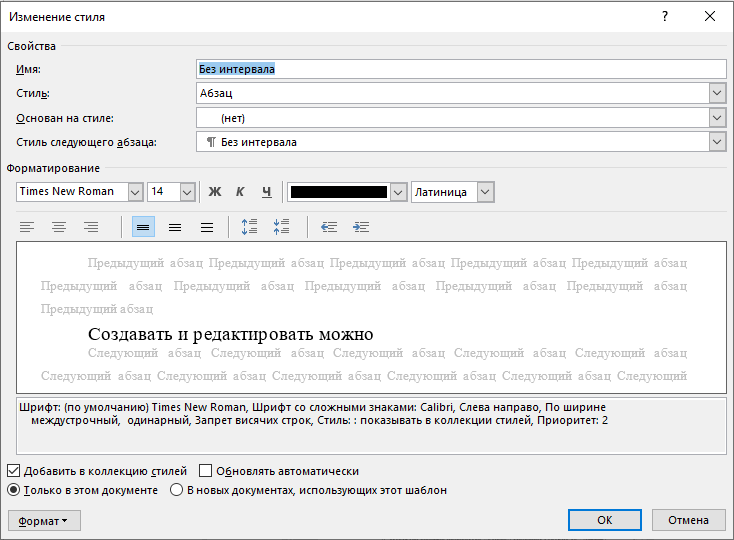 Изменение стиля ?
Свойства
Имя: Без интервала
Стиль: Абзац
Основан на стиле: (нет)
Стиль следующего абзаца: ¶ Без интервала
Форматирование
Times New Roman 14 Ж К Ч Латиница
Предыдущий абзац Предыдущий абзац Предыдущий абзац Предыдущий абзац Предыдущий абзац
Предыдущий абзац Предыдущий абзац Предыдущий абзац Предыдущий абзац Предыдущий абзац
Предыдущий абзац
Создавать и редактировать можно
Следующий абзац Следующий абзац Следующий абзац Следующий абзац Следующий абзац
Следующий абзац Следующий абзац Следующий абзац Следующий абзац Следующий
Шрифт: (по умолчанию) Times New Roman, Шрифт со сложными знаками: Calibri, Слева направо, По ширине
междустрочный, одинарный, Запрет висячих строк, Стиль: : показывать в коллекции стилей, Приоритет: 2
Добавить в коллекцию стилей Обновлять автоматически
Только в этом документе В новых документах, использующих этот шаблон
Формат ОК Отмена